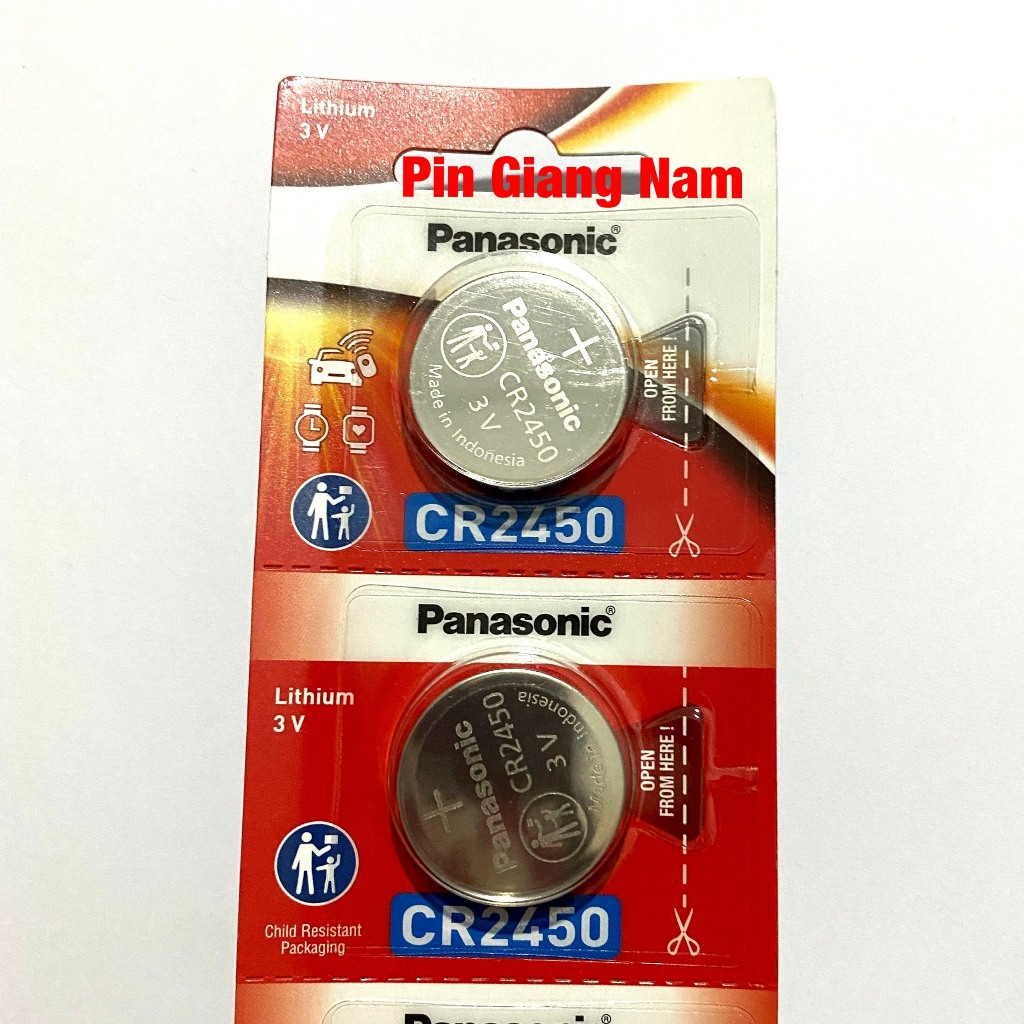 Lithium
3 V
Pin Giang Nam
Panasonic®
+
Panasonic
CR2450
3 V
Made in Indonesia
OPEN
FROM HERE !
CR2450
Panasonic®
Lithium
3 V
+
Panasonic
CR2450
3 V
Made in Indonesia
OPEN
FROM HERE !
Child Resistant
Packaging
CR2450
Panasonic®